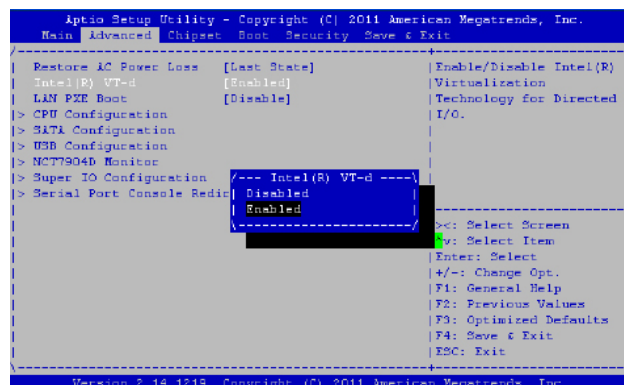 Aptio Setup Utility - Copyright (C) 2011 American Megatrends, Inc.
Main Advanced Chipset Boot Security Save & Exit
Restore AC Power Loss [Last State]
Intel(R) VT-d [Enabled]
LAN PXE Boot [Disable]
> CPU Configuration
> SATA Configuration
> USB Configuration
> NCT7904D Monitor
> Super IO Configuration
> Serial Port Console Redi
/--- Intel(R) VT-d ----\
Disabled
Enabled
Enable/Disable Intel(R)
Virtualization
Technology for Directed
I/O.
><: Select Screen
^v: Select Item
Enter: Select
+/-: Change Opt.
F1: General Help
F2: Previous Values
F3: Optimized Defaults
F4: Save & Exit
ESC: Exit
Version 2.14.1219. Copyright (C) 2011 American Megatrends, Inc.